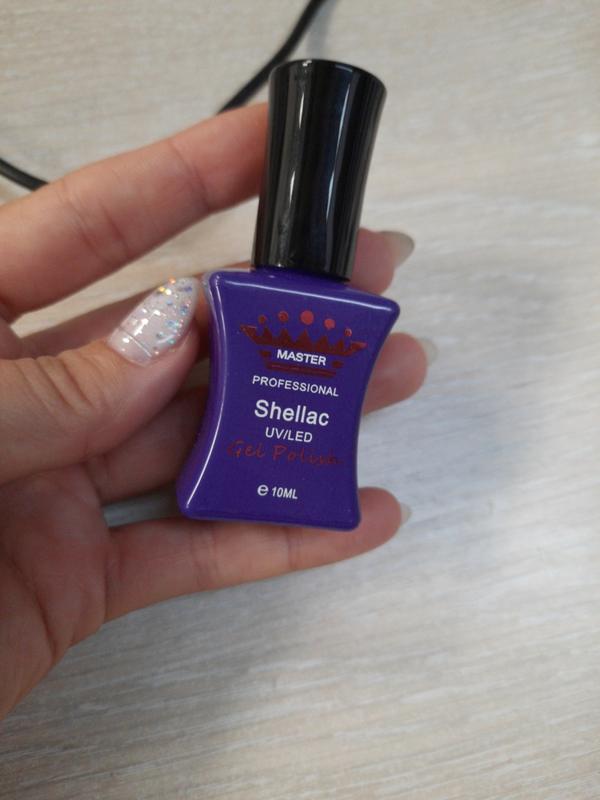 MASTER
PROFESSIONAL
Shellac
UV/LED
Gel Polish
e 10ML